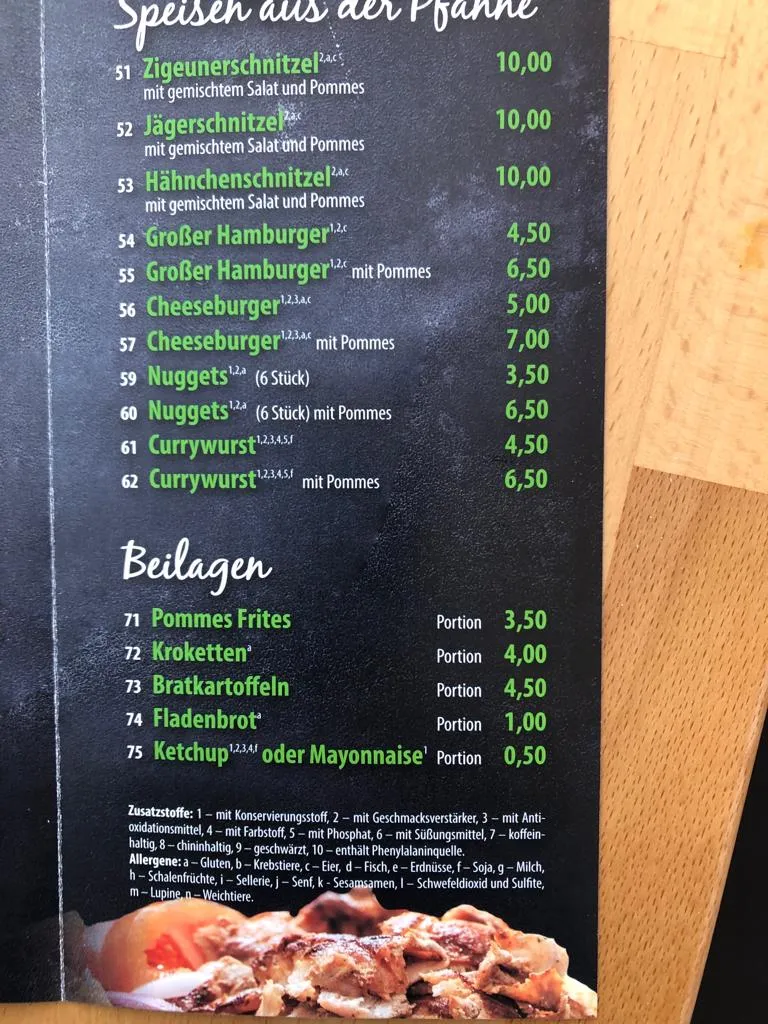 Speisen aus der Pfanne
51 Zigeunerschnitzel2,a,c 10,00
mit gemischtem Salat und Pommes
52 Jägerschnitzel2,a,c 10,00
mit gemischtem Salat und Pommes
53 Hähnchenschnitzel2,a,c 10,00
mit gemischtem Salat und Pommes
54 Großer Hamburger1,2,c 4,50
55 Großer Hamburger1,2,c mit Pommes 6,50
56 Cheeseburger1,2,3,a,c 5,00
57 Cheeseburger1,2,3,a,c mit Pommes 7,00
59 Nuggets1,2,a (6 Stück) 3,50
60 Nuggets1,2,a (6 Stück) mit Pommes 6,50
61 Currywurst1,2,3,4,5,f 4,50
62 Currywurst1,2,3,4,5,f mit Pommes 6,50
Beilagen
71 Pommes Frites Portion 3,50
72 Krokettena Portion 4,00
73 Bratkartoffeln Portion 4,50
74 Fladenbrota Portion 1,00
75 Ketchup1,2,3,4,f oder Mayonnaise1 Portion 0,50
Zusatzstoffe: 1 – mit Konservierungsstoff, 2 – mit Geschmacksverstärker, 3 – mit Anti-
oxidationsmittel, 4 – mit Farbstoff, 5 – mit Phosphat, 6 – mit Süßungsmittel, 7 – koffein-
haltig, 8 – chininhaltig, 9 – geschwärzt, 10 – enthält Phenylalaninquelle.
Allergene: a – Gluten, b – Krebstiere, c – Eier, d – Fisch, e – Erdnüsse, f – Soja, g – Milch,
h – Schalenfrüchte, i – Sellerie, j – Senf, k - Sesamsamen, l – Schwefeldioxid und Sulfite,
m – Lupine, n – Weichtiere.